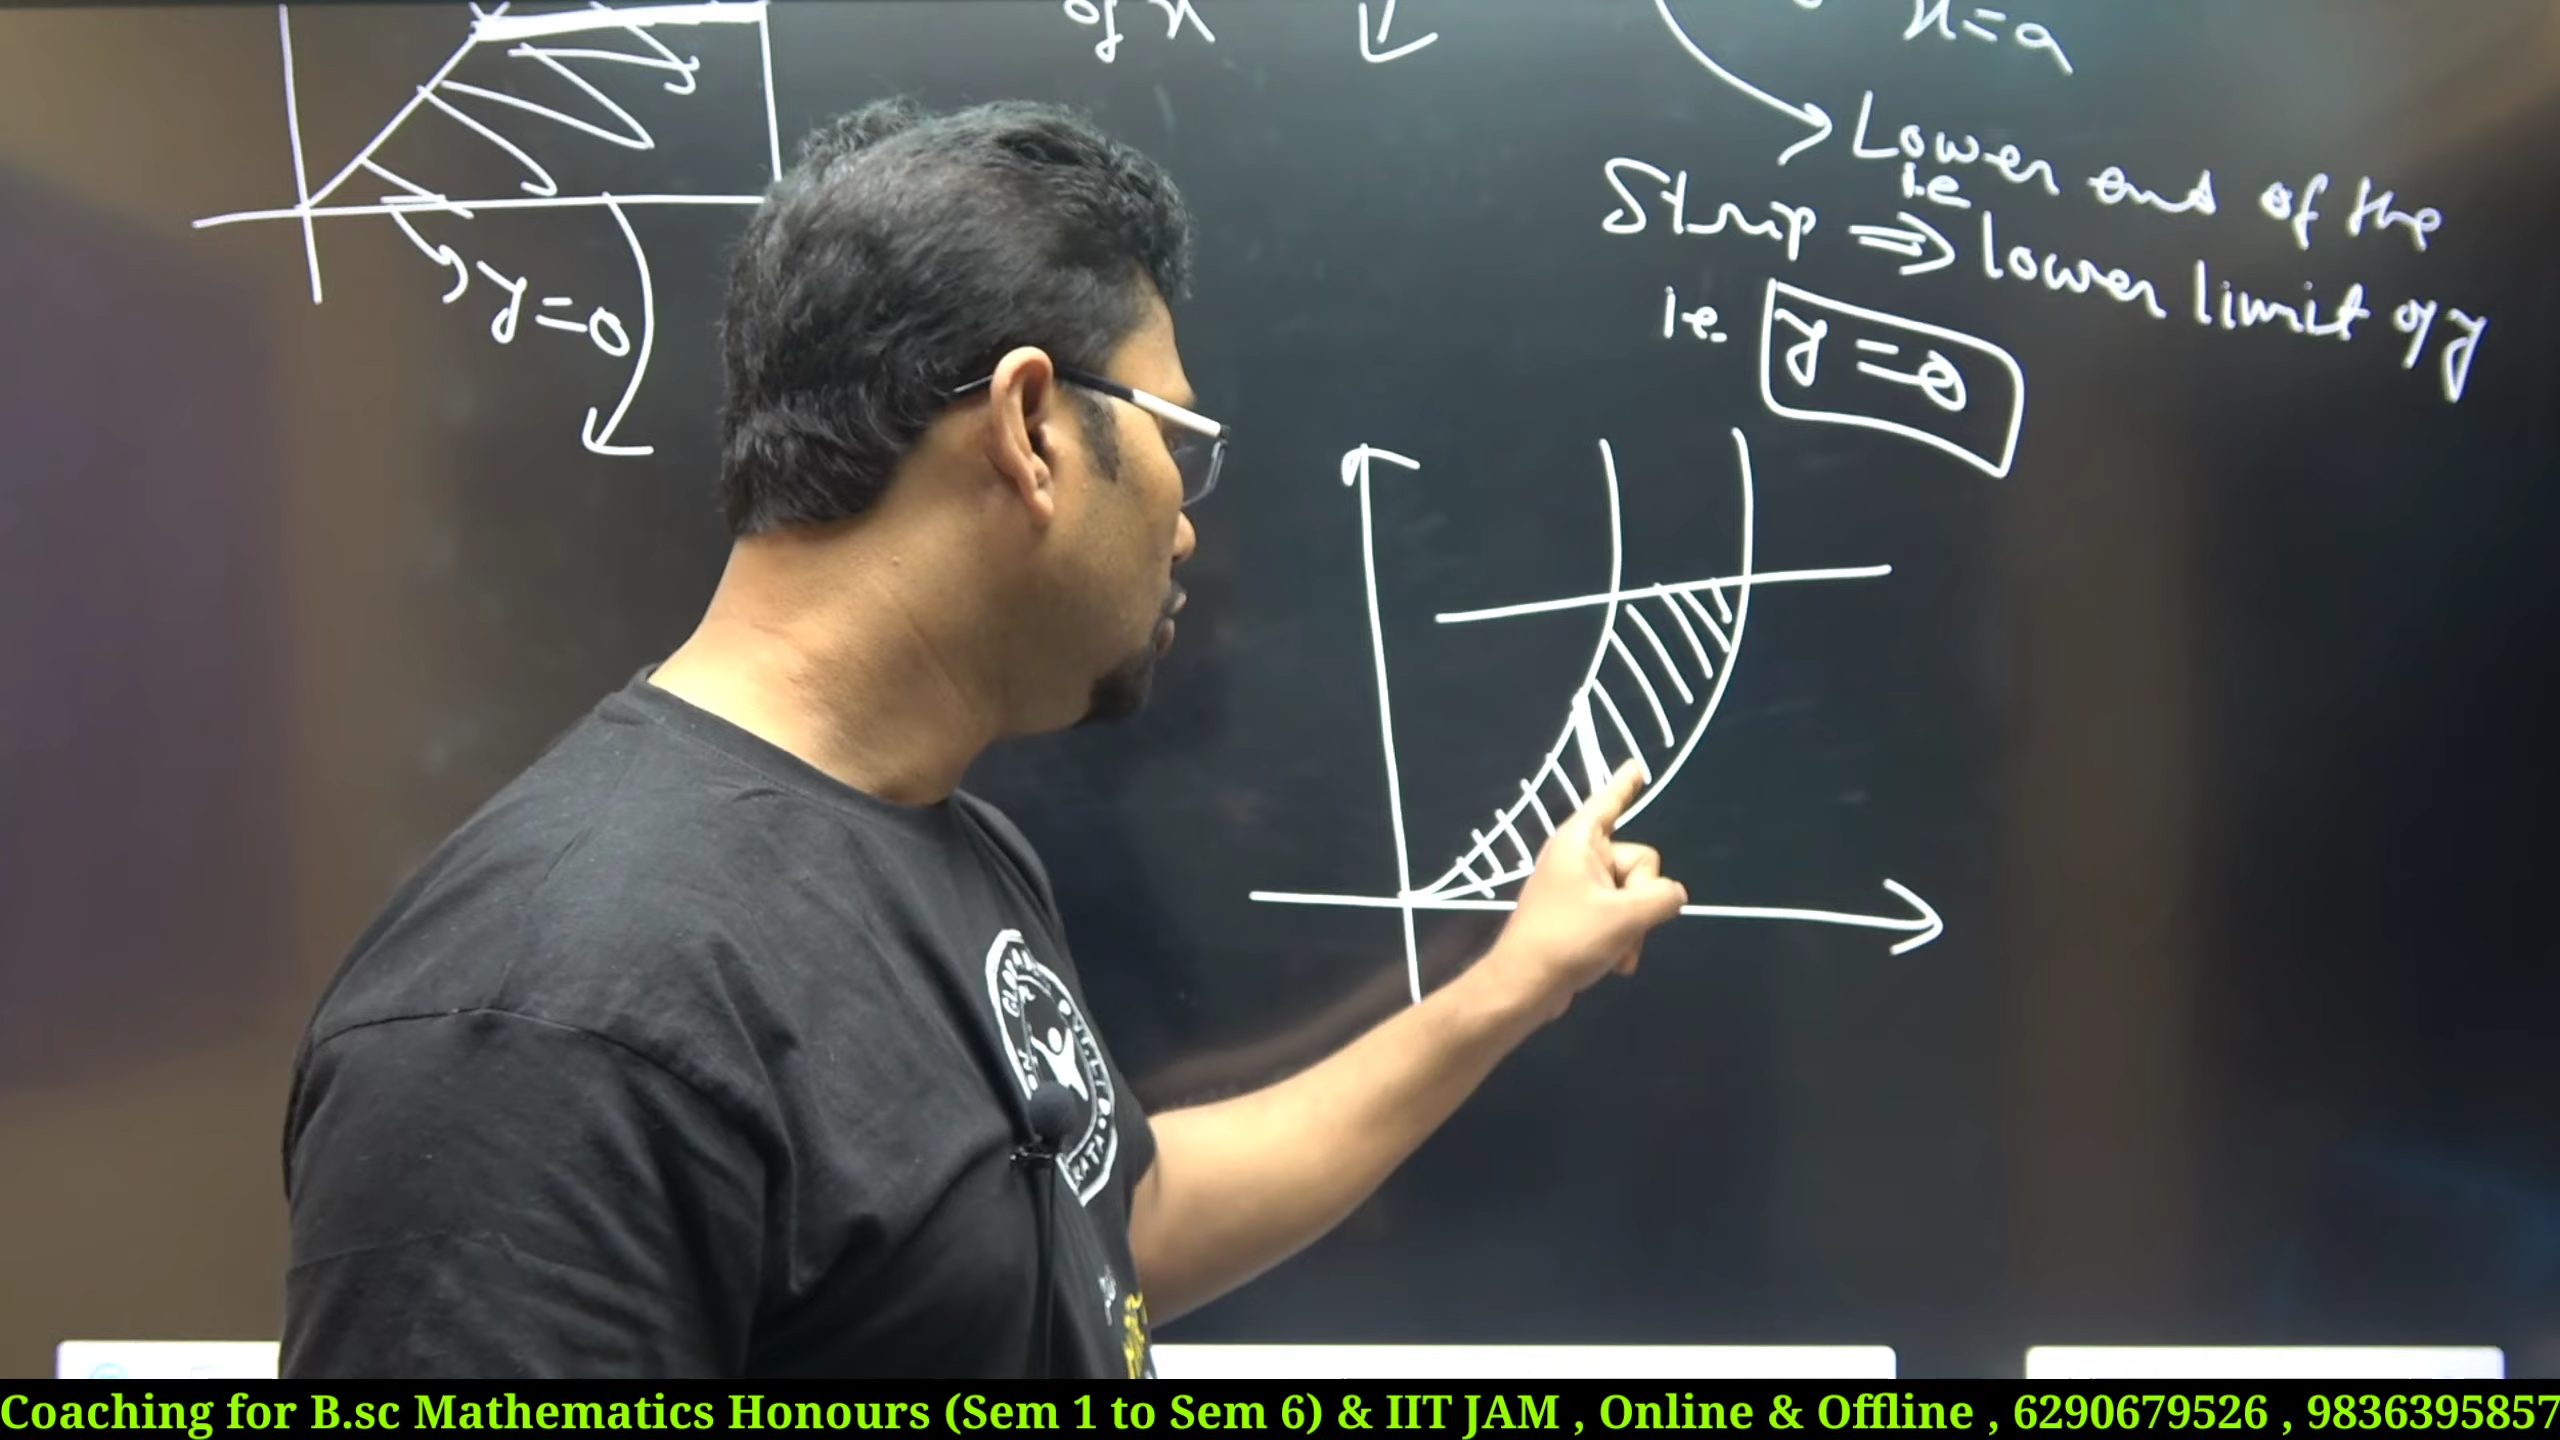 of x
x=a
Lower end of the
i.e
Strip ⇒ lower limit of y
i.e. y=0
y=0
Coaching for B.sc Mathematics Honours (Sem 1 to Sem 6) & IIT JAM , Online & Offline , 6290679526 , 9836395857